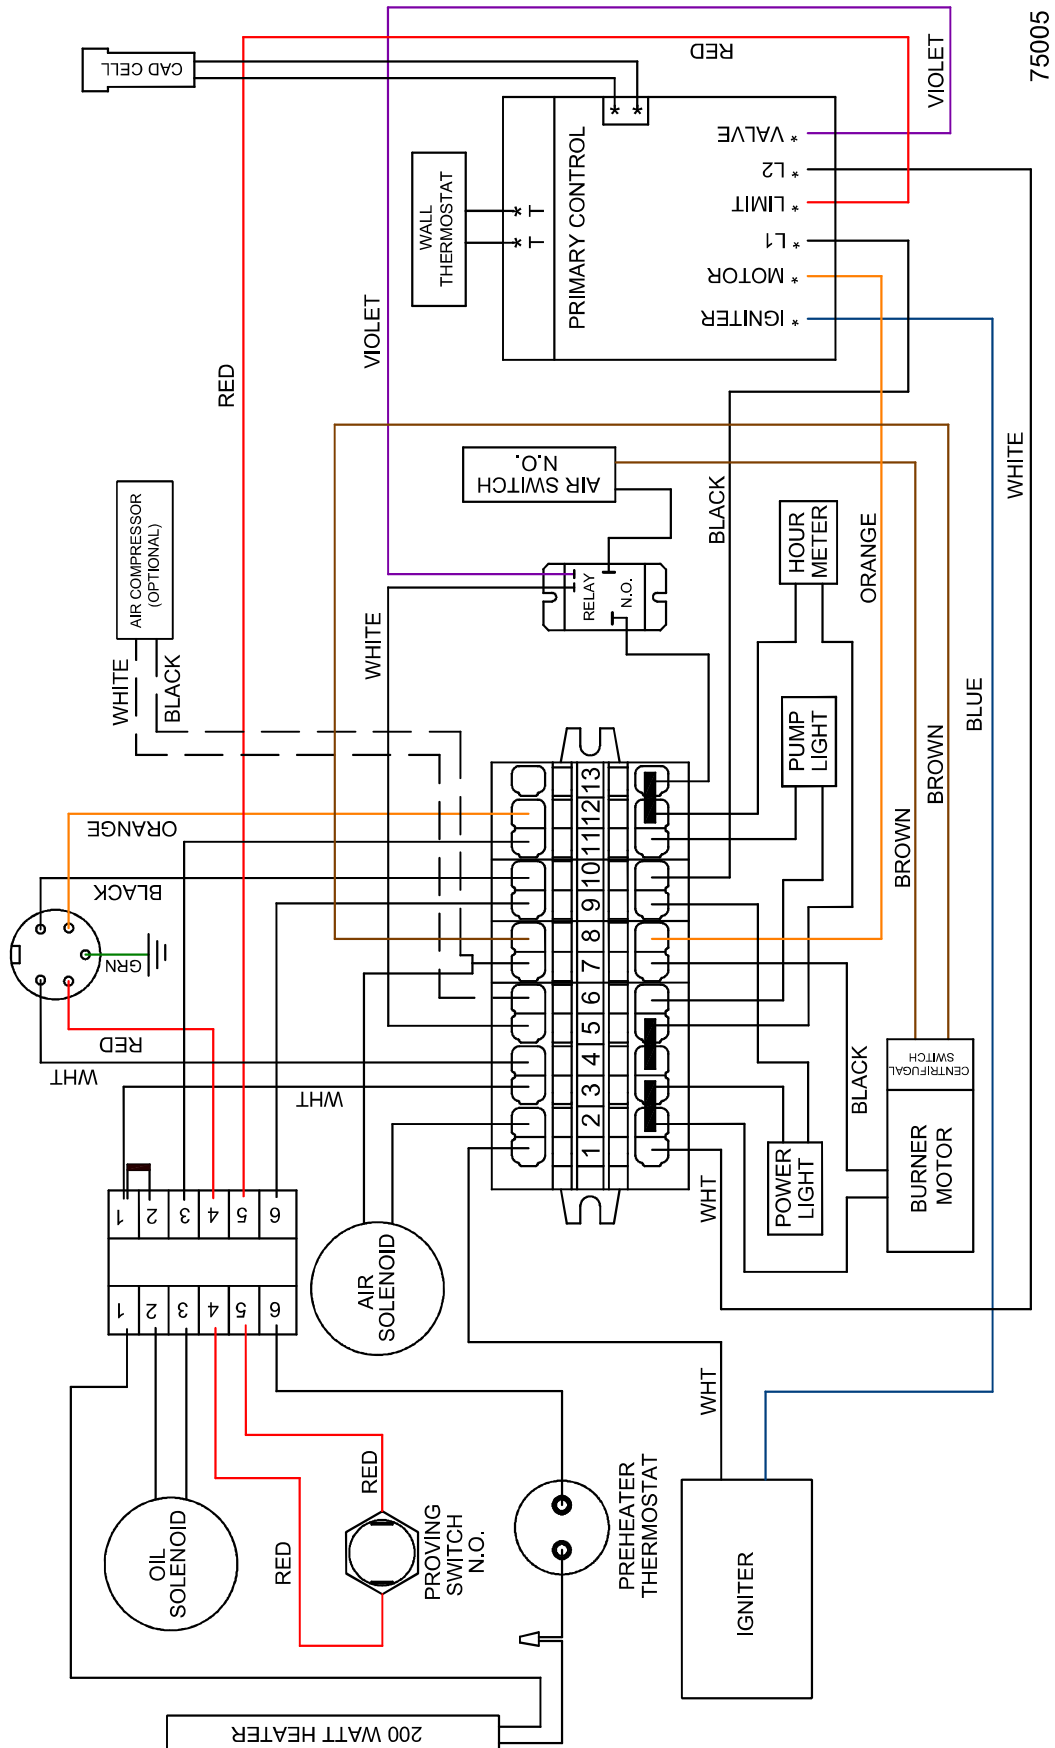 75005
CAD CELL
RED
VIOLET
WALL
THERMOSTAT
* T
* T
* *
PRIMARY CONTROL
* VALVE
* L2
* LIMIT
* L1
* MOTOR
* IGNITER
VIOLET
RED
WHITE
AIR SWITCH
N.O.
BLACK
ORANGE
AIR COMPRESSOR
(OPTIONAL)
WHITE
BLACK
WHITE
RELAY
N.O.
HOUR
METER
PUMP
LIGHT
BLUE
BROWN
BROWN
ORANGE
BLACK
GRN
RED
WHT
WHT
13
12
11
10
9
8
7
6
5
4
3
2
1
BLACK
CENTRIFUGAL
SWITCH
BURNER
MOTOR
POWER
LIGHT
WHT
1
2
3
4
5
6
1
2
3
4
5
6
AIR
SOLENOID
WHT
OIL
SOLENOID
RED
RED
PROVING
SWITCH
N.O.
PREHEATER
THERMOSTAT
IGNITER
200 WATT HEATER